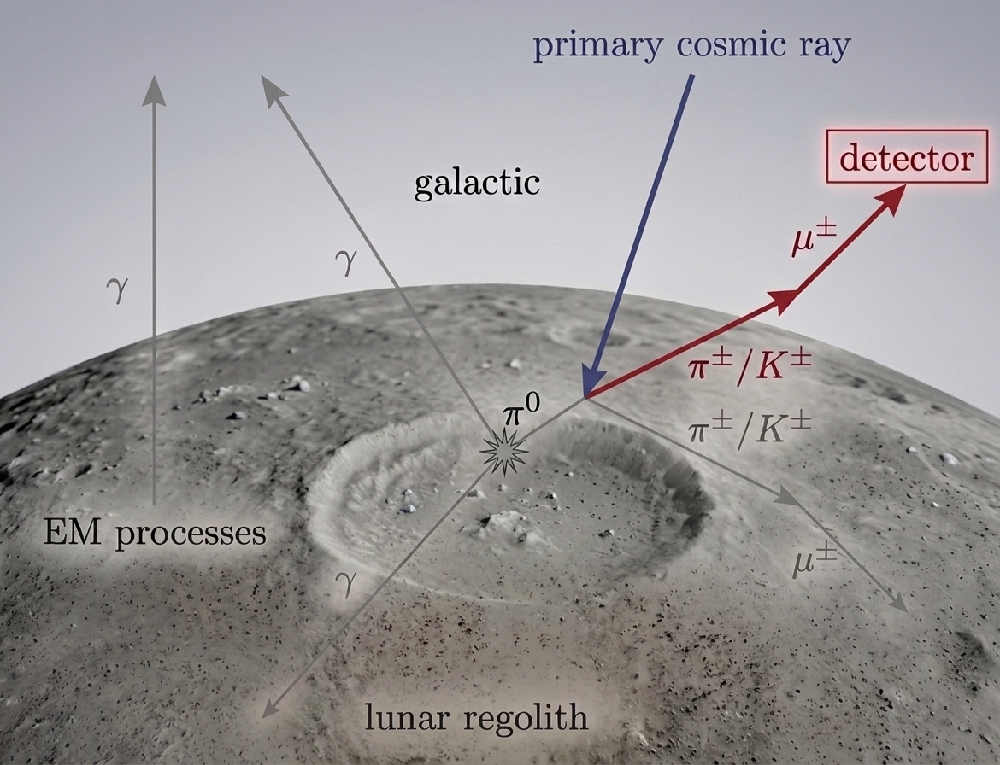 primary cosmic ray
detector
galactic
μ±
γ
γ
π±/K±
π0
π±/K±
EM processes
μ±
γ
lunar regolith